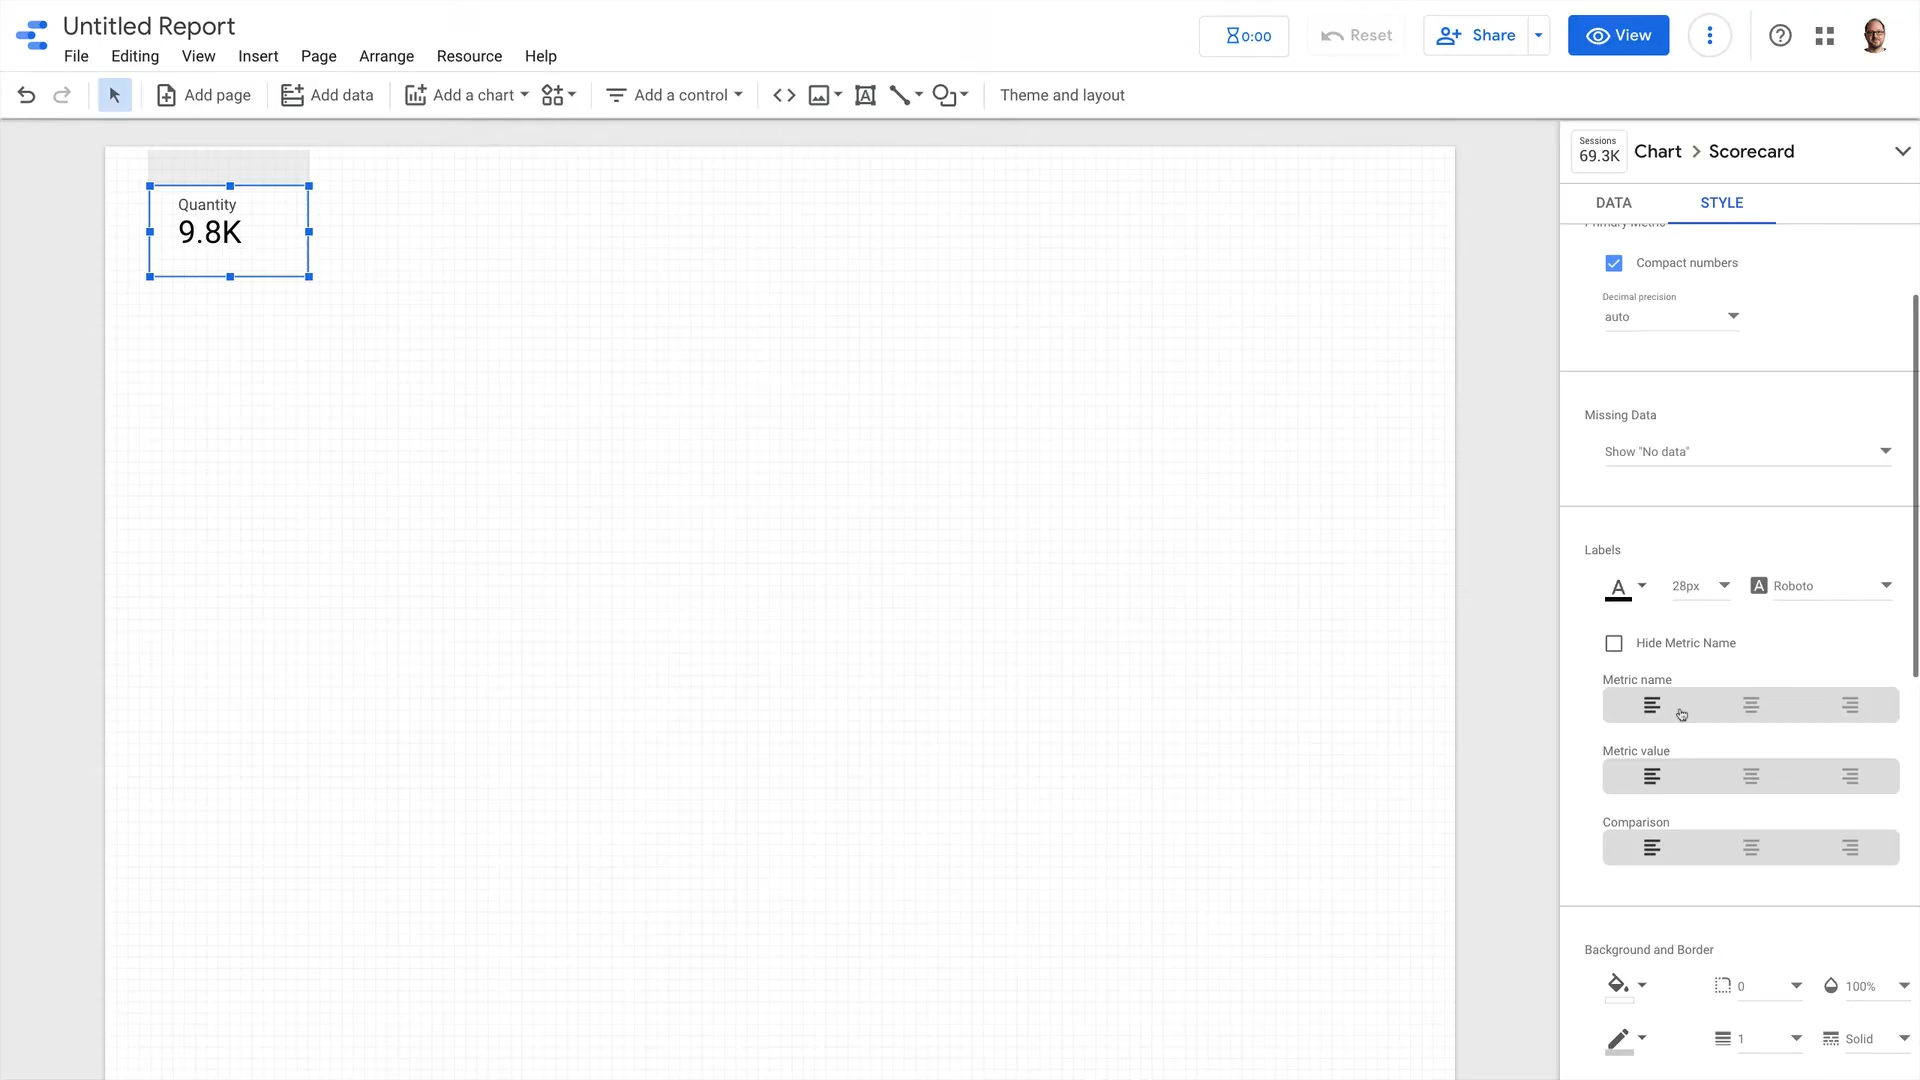 Untitled Report
File Editing View Insert Page Arrange Resource Help
0:00
Reset
Share
View
Add page
Add data
Add a chart
Add a control
Theme and layout
Quantity
9.8K
Sessions
69.3K
Chart > Scorecard
DATA
STYLE
Primary Metric
Compact numbers
Decimal precision
auto
Missing Data
Show "No data"
Labels
A
28px
A Roboto
Hide Metric Name
Metric name
Metric value
Comparison
Background and Border
0
100%
1
Solid